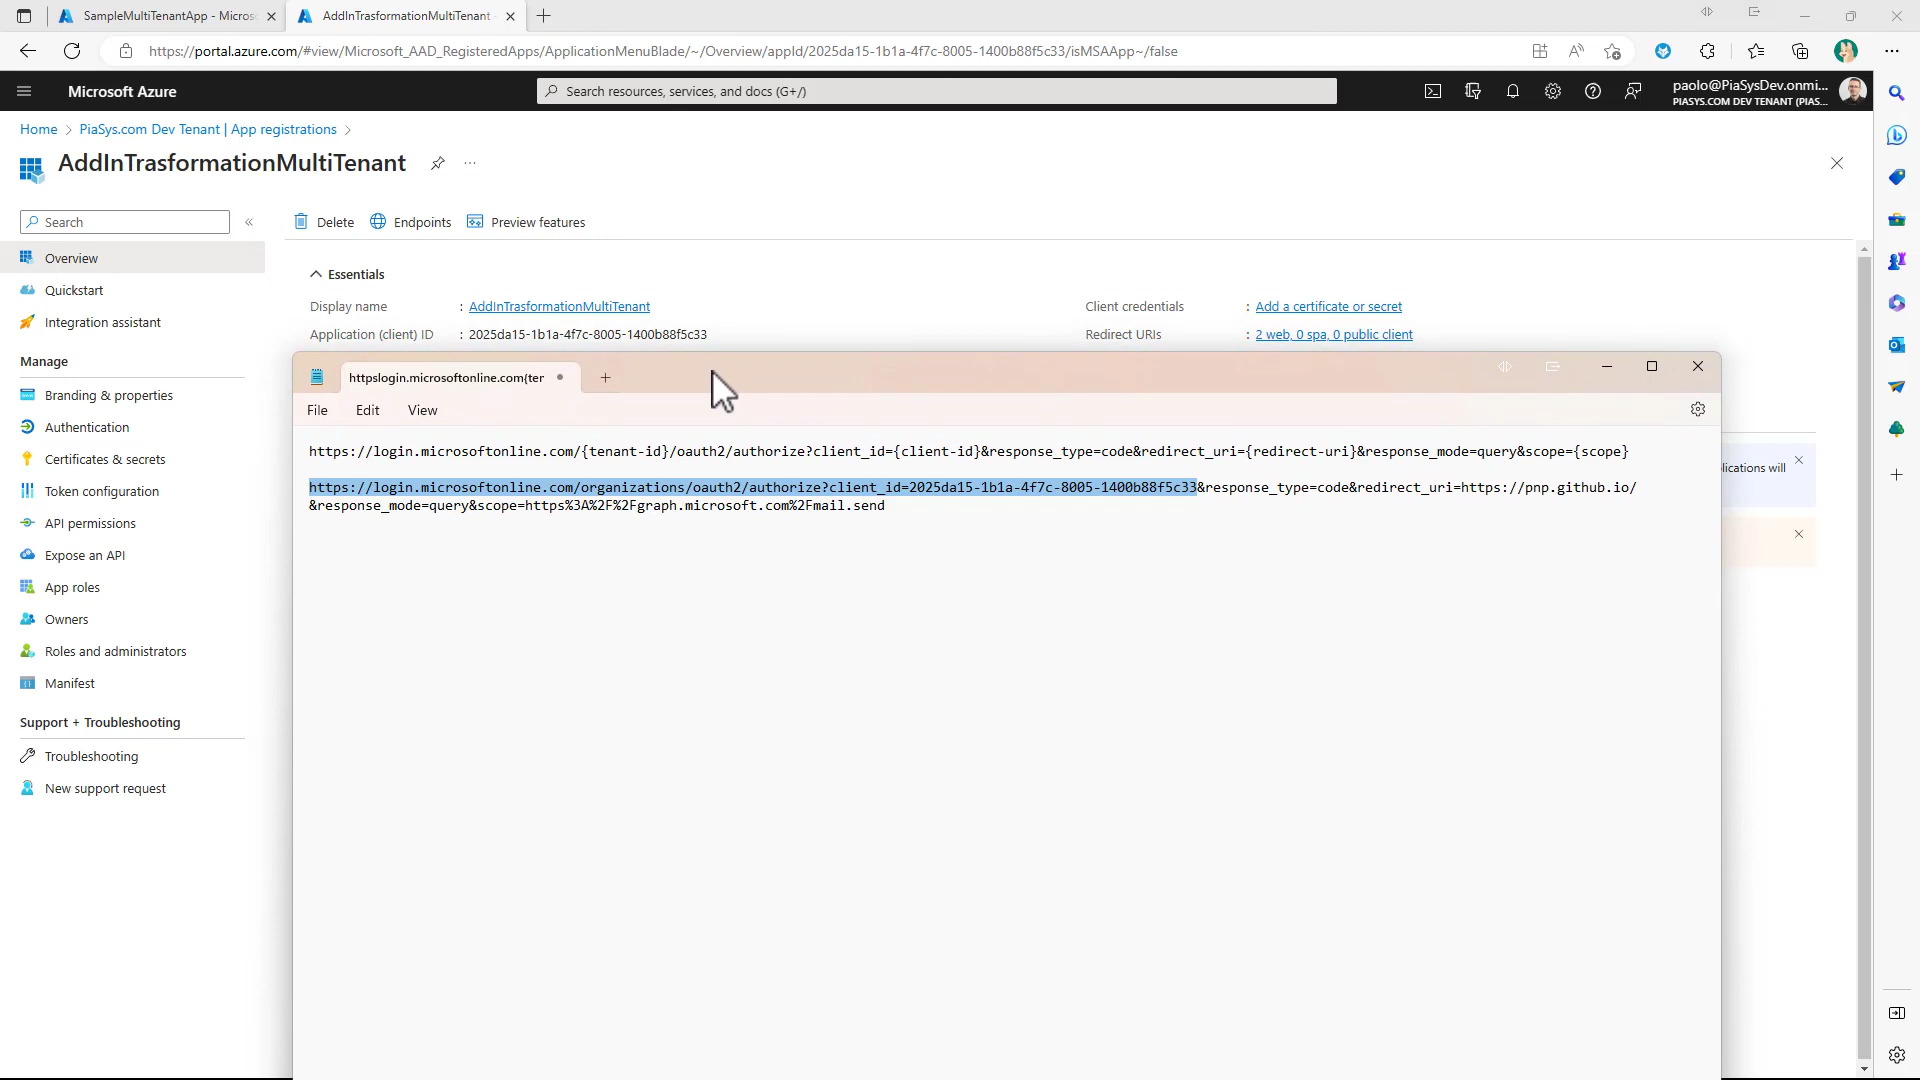 SampleMultiTenantApp - Micros
AddInTrasformationMultiTenant
https://portal.azure.com/#view/Microsoft_AAD_RegisteredApps/ApplicationMenuBlade/~/Overview/appId/2025da15-1b1a-4f7c-8005-1400b88f5c33/isMSAApp~/false
Microsoft Azure
Search resources, services, and docs (G+/)
paolo@PiaSysDev.onmi...
PIASYS.COM DEV TENANT (PIAS...
Home > PiaSys.com Dev Tenant | App registrations >
AddInTrasformationMultiTenant
Search
Delete
Endpoints
Preview features
Overview
Quickstart
Integration assistant
Manage
Branding & properties
Authentication
Certificates & secrets
Token configuration
API permissions
Expose an API
App roles
Owners
Roles and administrators
Manifest
Support + Troubleshooting
Troubleshooting
New support request
Essentials
Display name : AddInTrasformationMultiTenant
Application (client) ID : 2025da15-1b1a-4f7c-8005-1400b88f5c33
Client credentials : Add a certificate or secret
Redirect URIs : 2 web, 0 spa, 0 public client
lications will
httpslogin.microsoftonline.com{ter
File Edit View
https://login.microsoftonline.com/{tenant-id}/oauth2/authorize?client_id={client-id}&response_type=code&redirect_uri={redirect-uri}&response_mode=query&scope={scope}
https://login.microsoftonline.com/organizations/oauth2/authorize?client_id=2025da15-1b1a-4f7c-8005-1400b88f5c33&response_type=code&redirect_uri=https://pnp.github.io/
&response_mode=query&scope=https%3A%2F%2Fgraph.microsoft.com%2Fmail.send